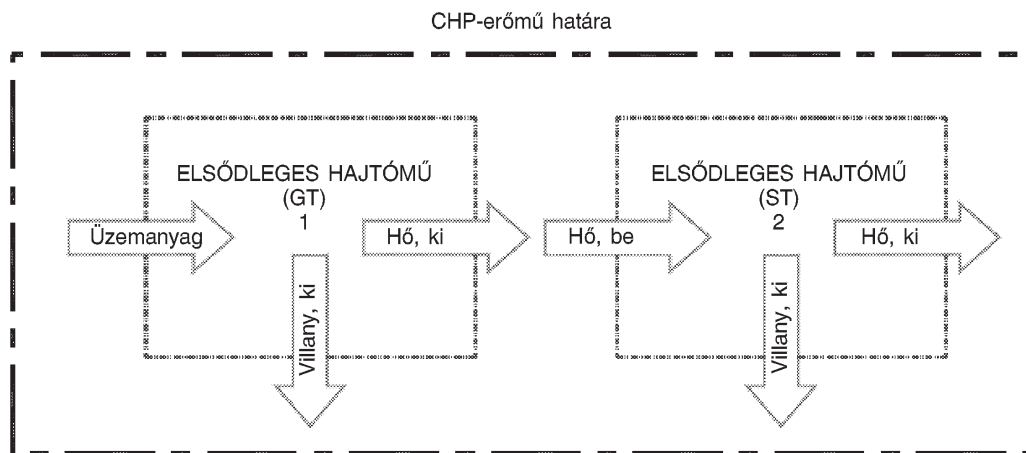 CHP-erőmű határa
ELSŐDLEGES HAJTÓMŰ
(GT)
1
Üzemanyag
Hő, ki
Villany, ki
ELSŐDLEGES HAJTÓMŰ
(ST)
2
Hő, be
Hő, ki
Villany, ki